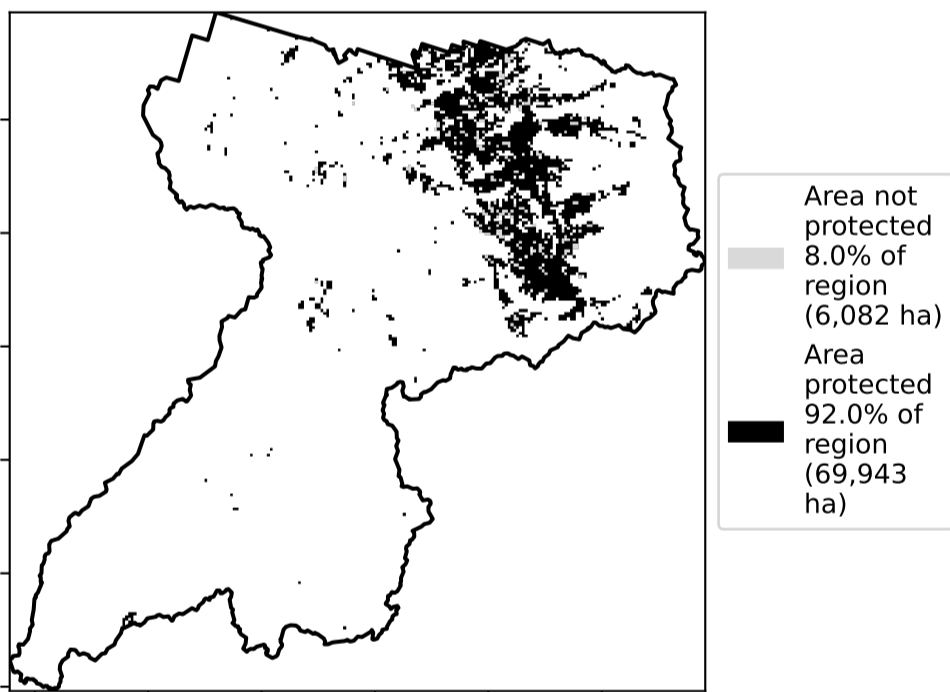 Area not
protected
8.0% of
region
(6,082 ha)
Area
protected
92.0% of
region
(69,943
ha)